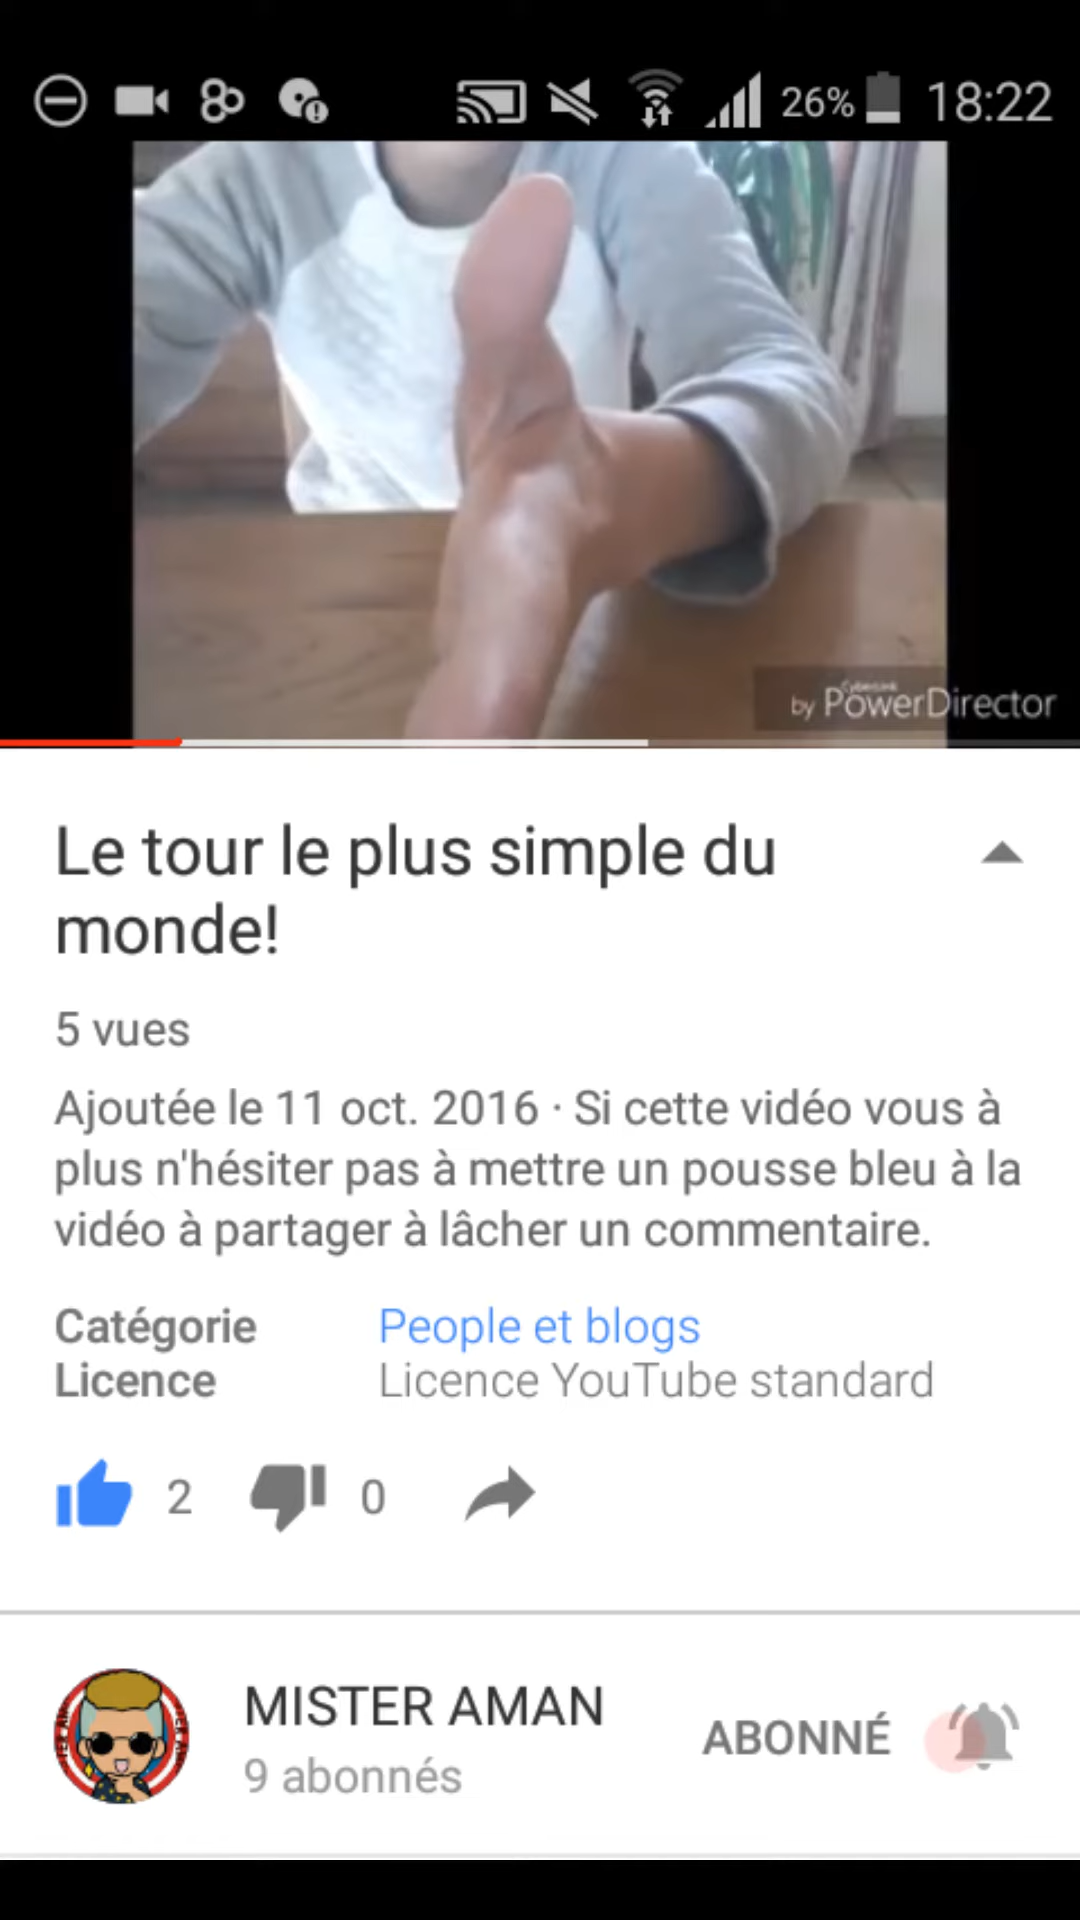 26% 18:22
CyberLink
by PowerDirector
Le tour le plus simple du
monde!
5 vues
Ajoutée le 11 oct. 2016 · Si cette vidéo vous à
plus n'hésiter pas à mettre un pousse bleu à la
vidéo à partager à lâcher un commentaire.
Catégorie People et blogs
Licence Licence YouTube standard
2 0
MISTER AMAN
ABONNÉ
9 abonnés